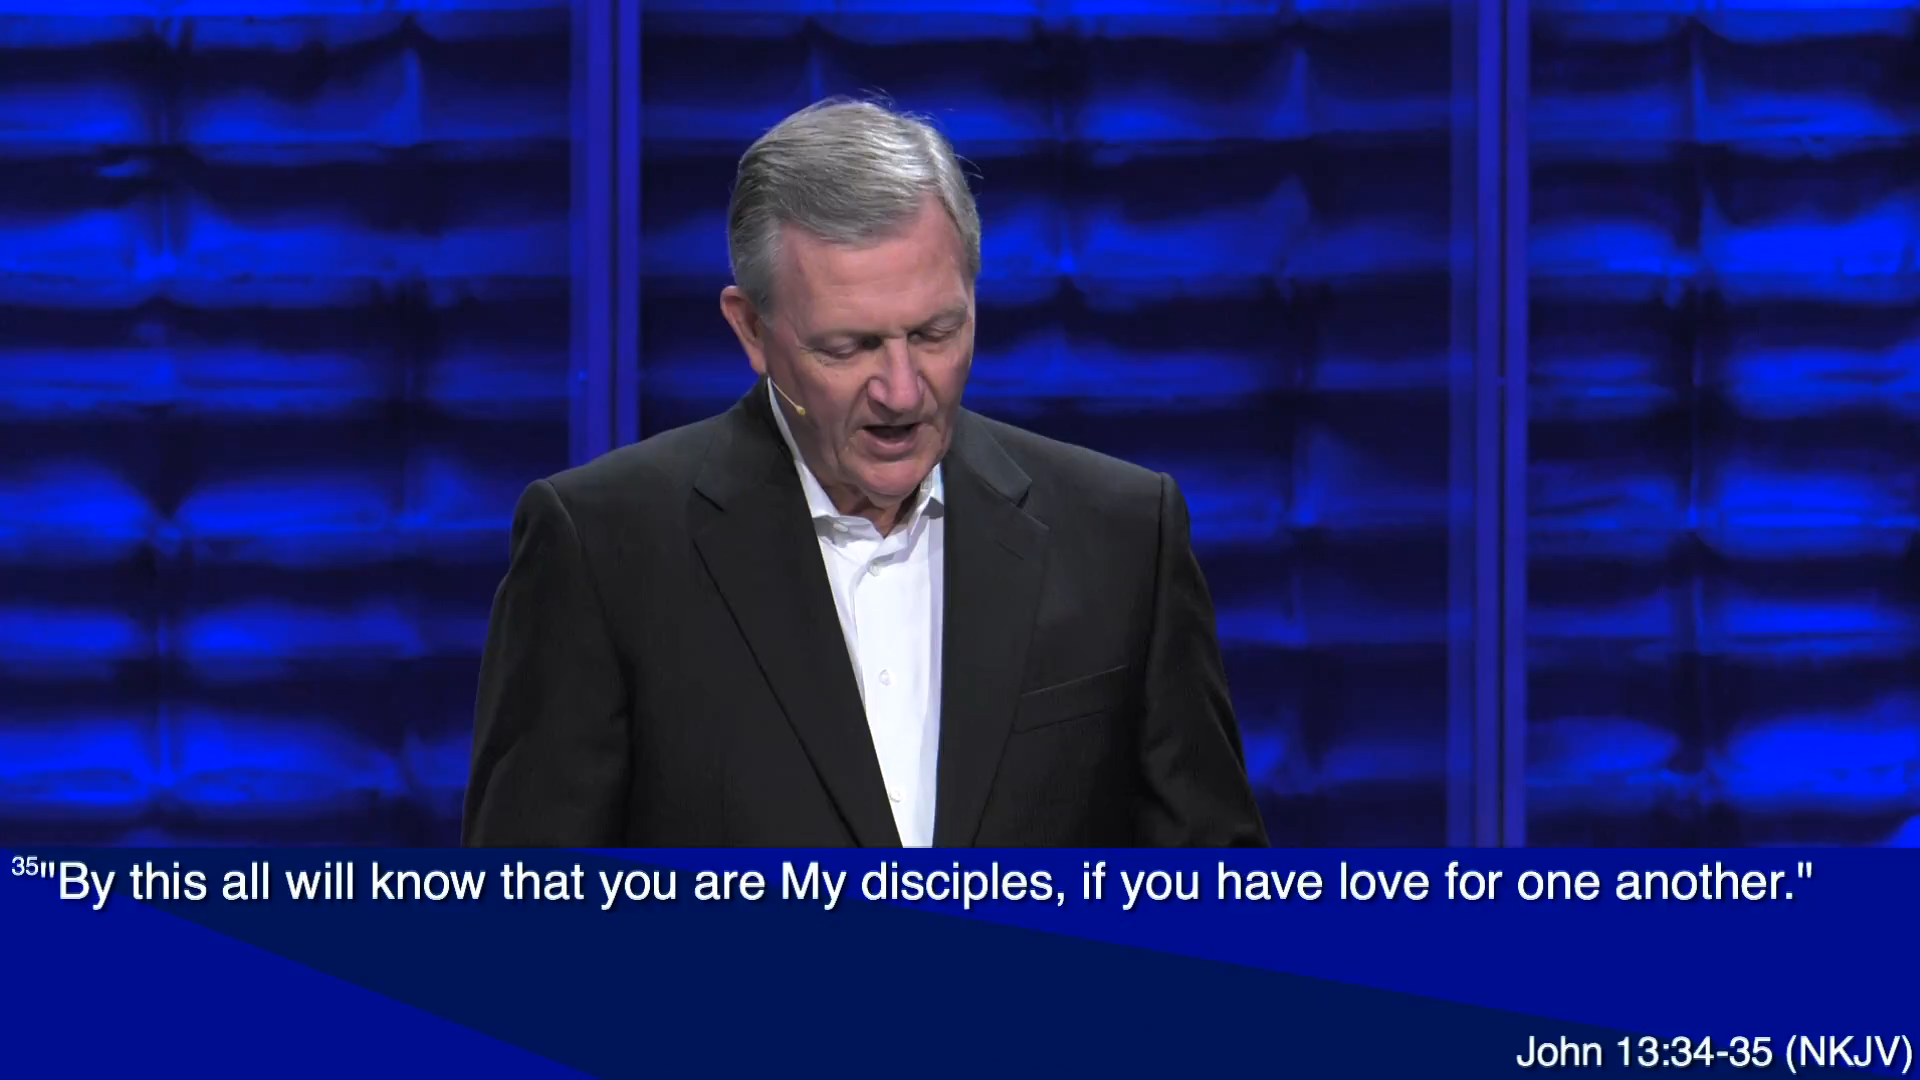 35"By this all will know that you are My disciples, if you have love for one another."
John 13:34-35 (NKJV)